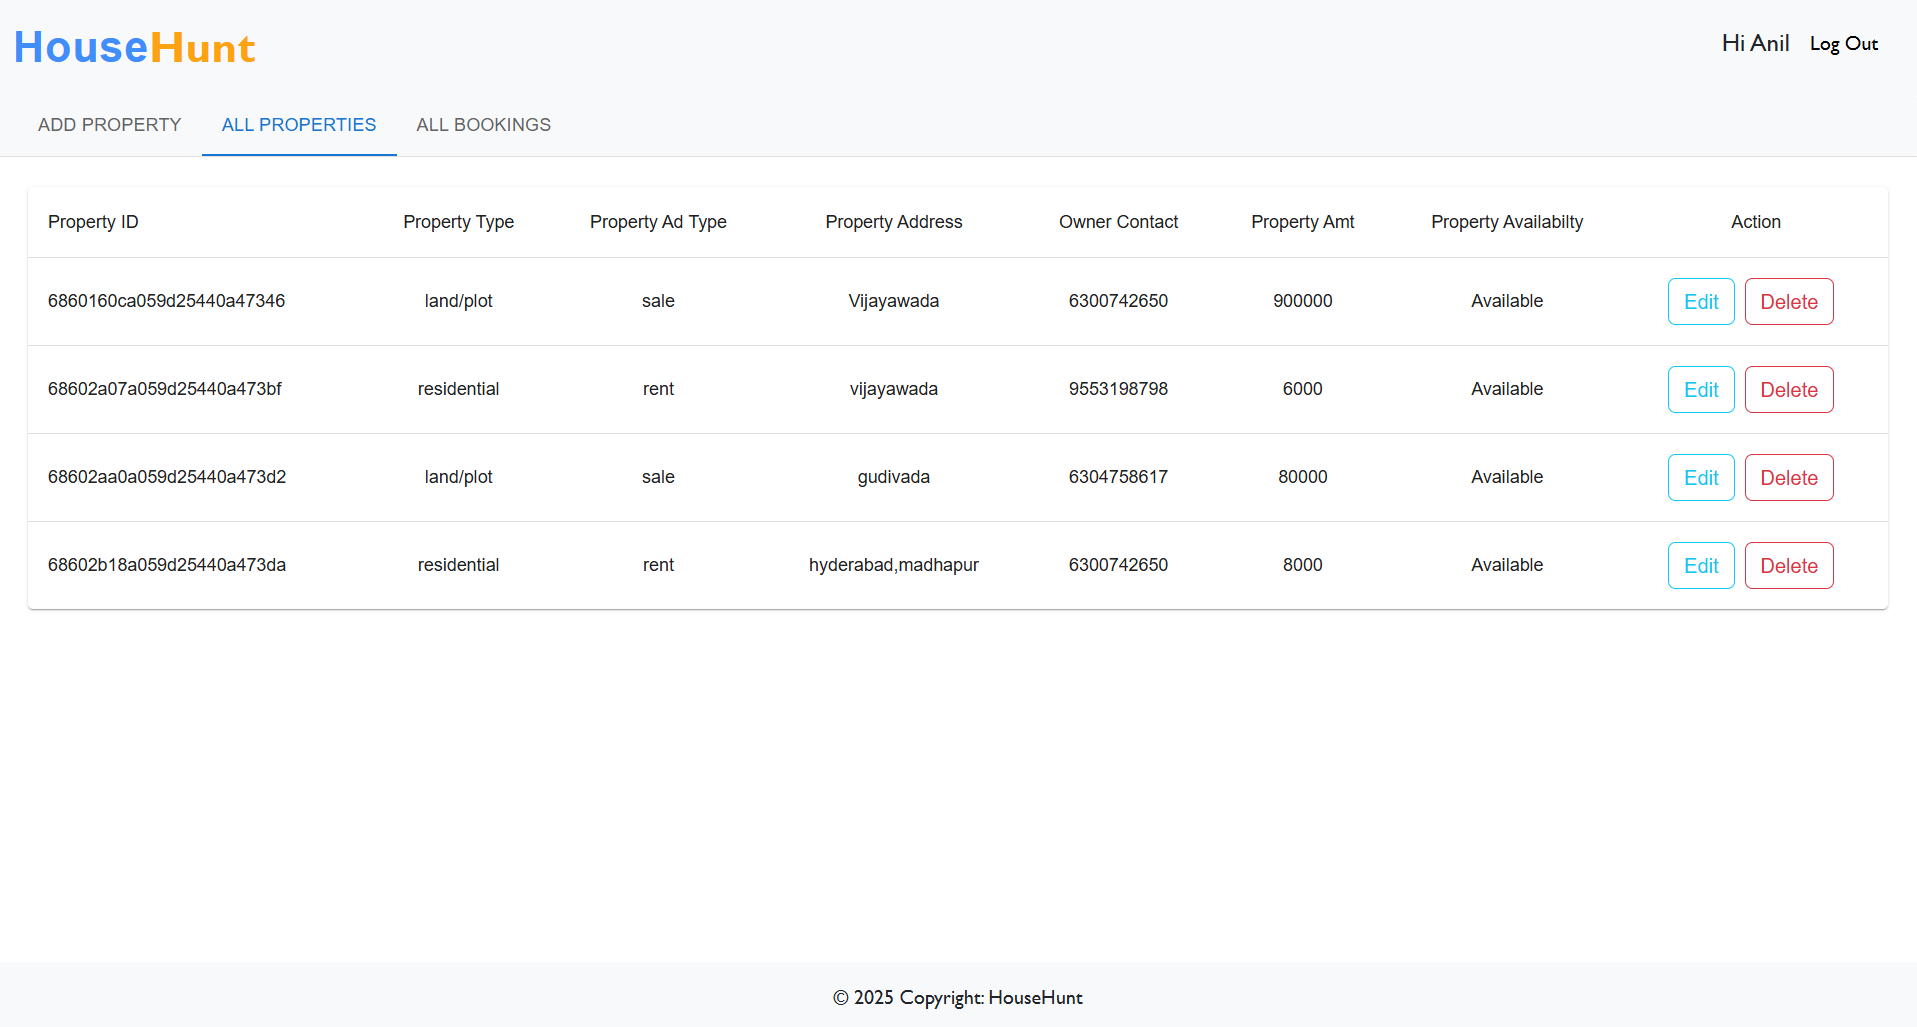 HouseHunt
Hi Anil Log Out
ADD PROPERTY ALL PROPERTIES ALL BOOKINGS
Property ID Property Type Property Ad Type Property Address Owner Contact Property Amt Property Availabilty Action
6860160ca059d25440a47346 land/plot sale Vijayawada 6300742650 900000 Available Edit Delete
68602a07a059d25440a473bf residential rent vijayawada 9553198798 6000 Available Edit Delete
68602aa0a059d25440a473d2 land/plot sale gudivada 6304758617 80000 Available Edit Delete
68602b18a059d25440a473da residential rent hyderabad,madhapur 6300742650 8000 Available Edit Delete
© 2025 Copyright: HouseHunt